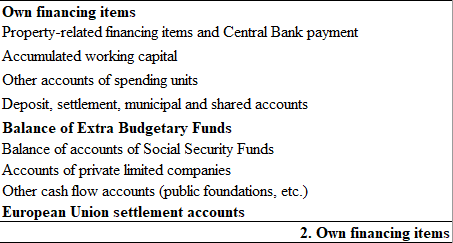 Own financing items
Property-related financing items and Central Bank payment
Accumulated working capital
Other accounts of spending units
Deposit, settlement, municipal and shared accounts
Balance of Extra Budgetary Funds
Balance of accounts of Social Security Funds
Accounts of private limited companies
Other cash flow accounts (public foundations, etc.)
European Union settlement accounts
2. Own financing items